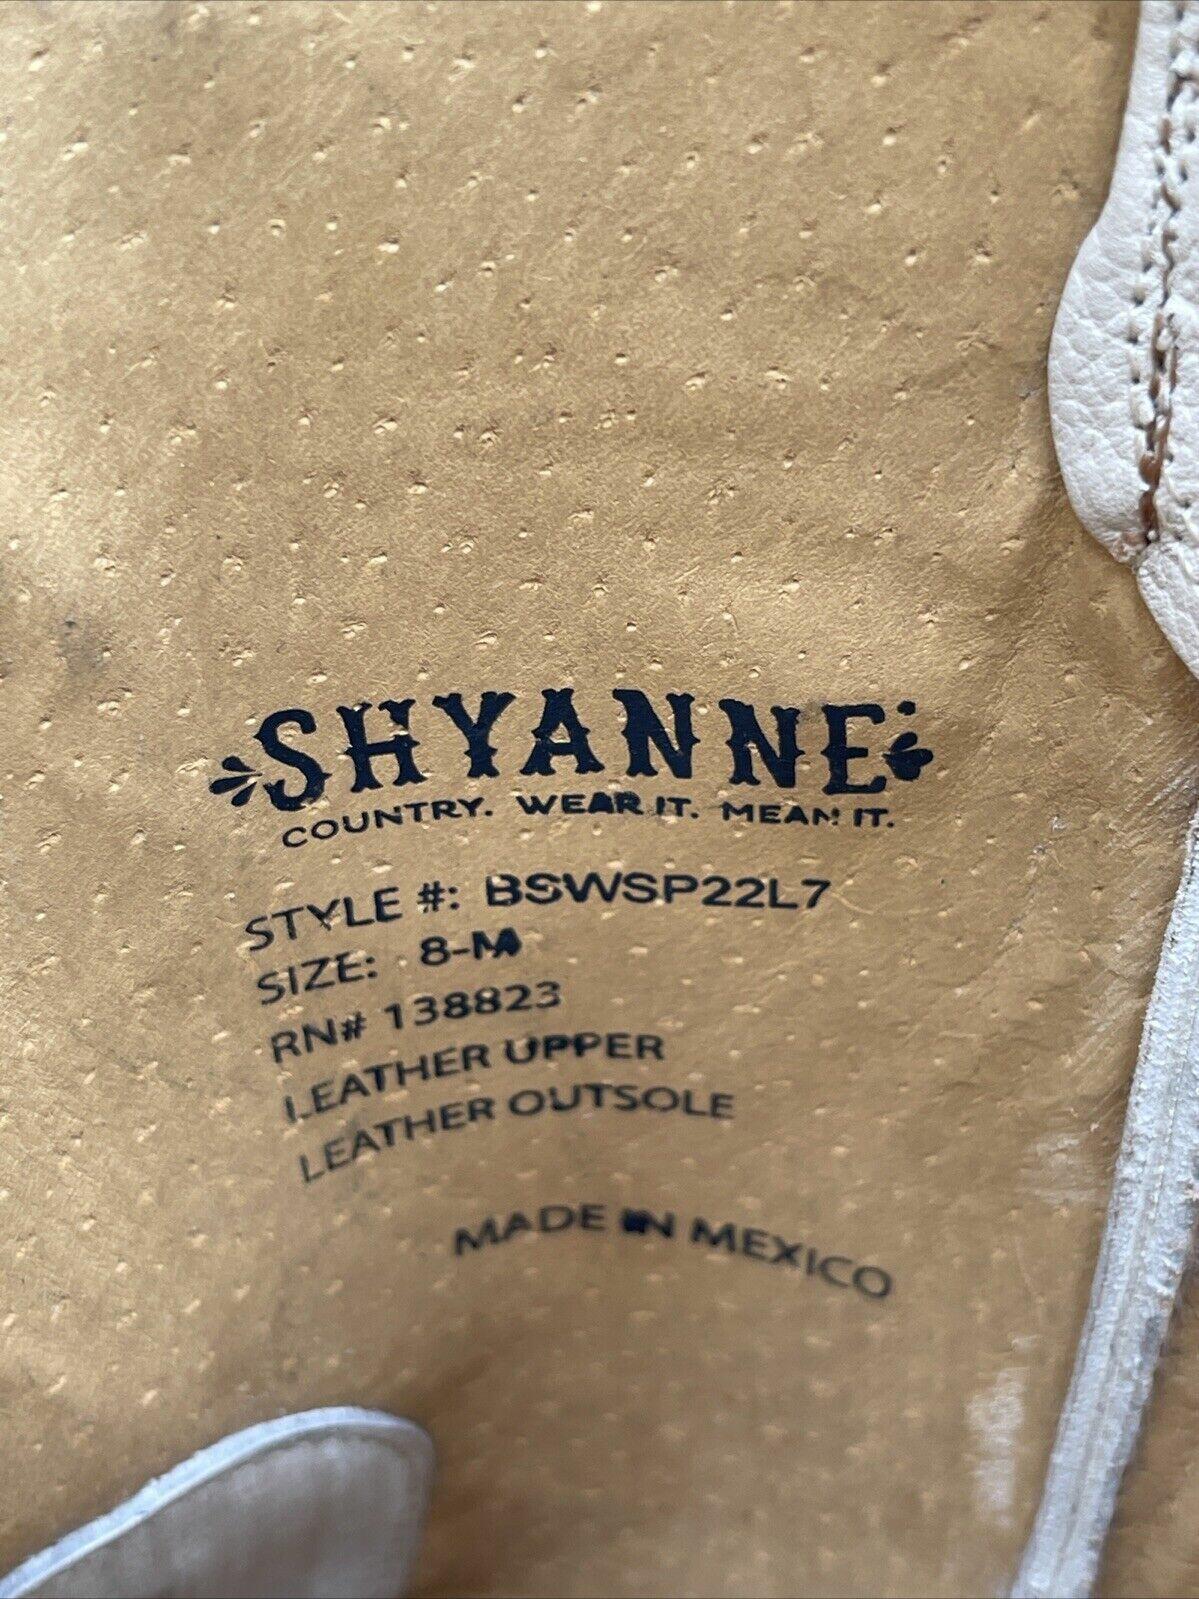 SHYANNE
COUNTRY. WEAR IT. MEAN IT.
STYLE #: BSWSP22L7
SIZE: 8-M
RN# 138823
LEATHER UPPER
LEATHER OUTSOLE
MADE IN MEXICO